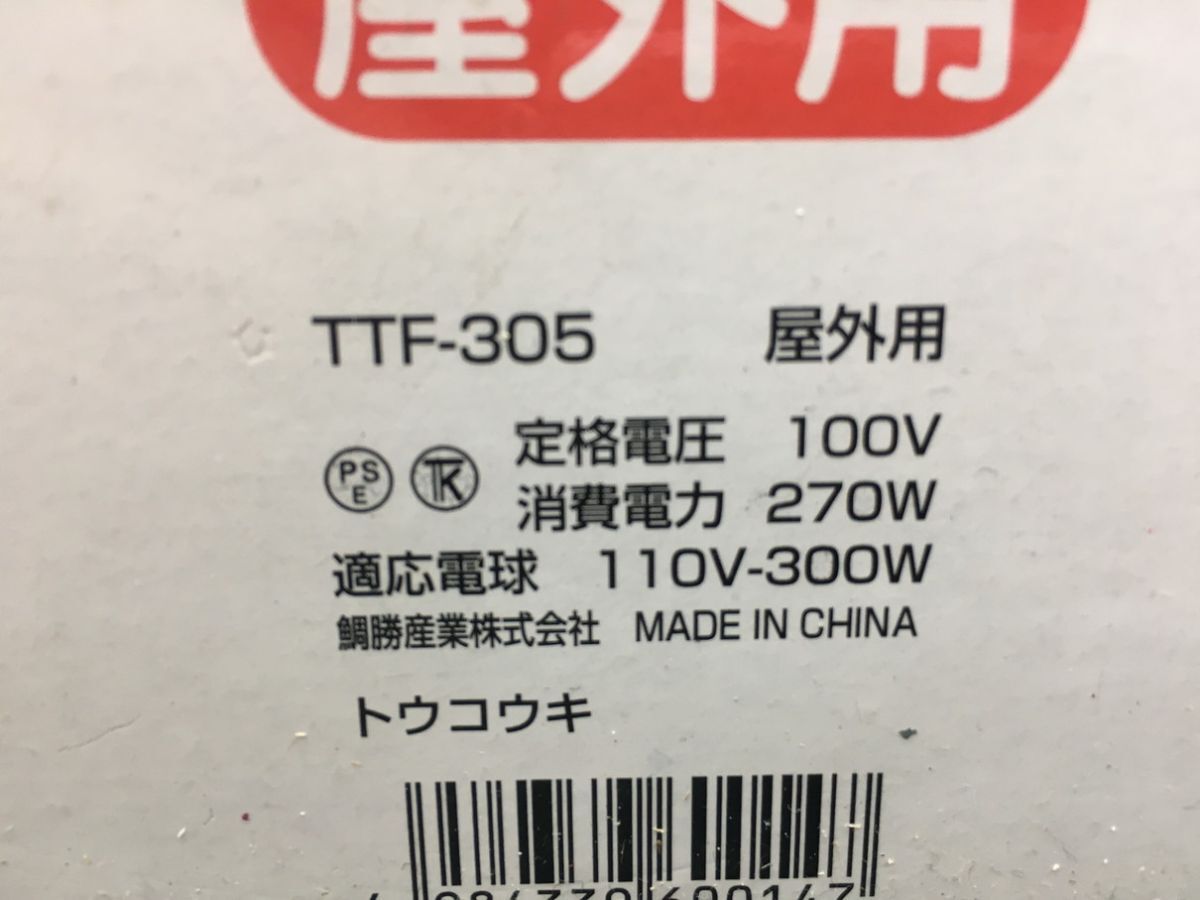 屋外用
TTF-305 屋外用
PS E TK 定格電圧 100V
消費電力 270W
適応電球 110V-300W
鯛勝産業株式会社 MADE IN CHINA
トウコウキ